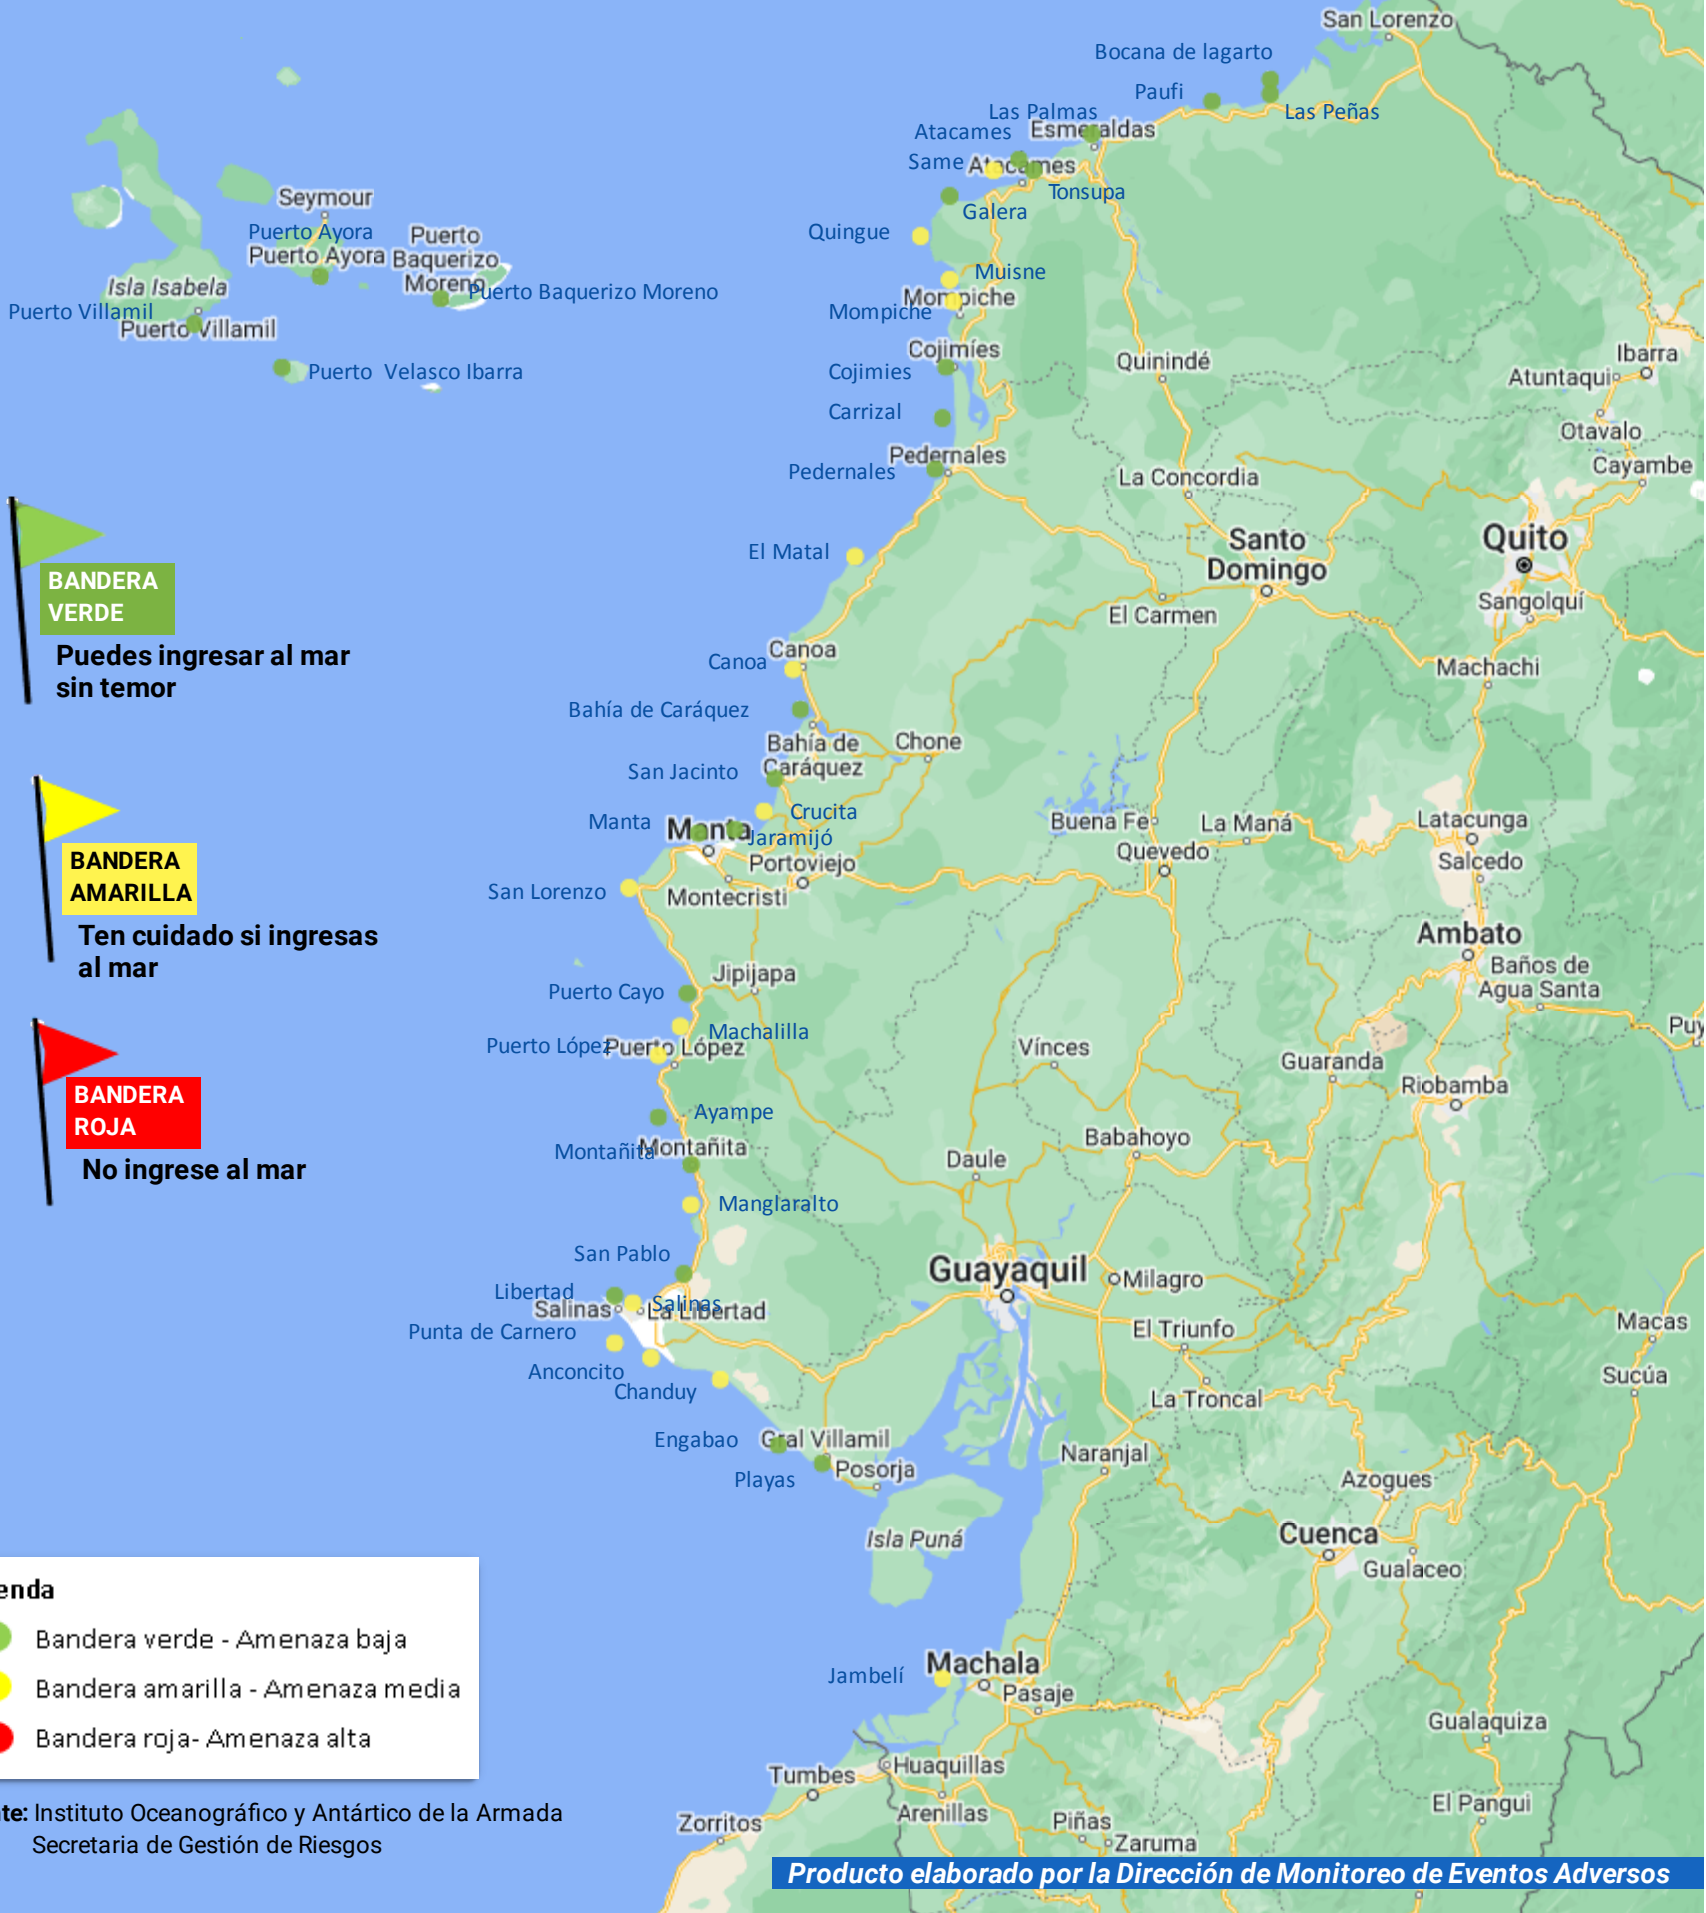 San Lorenzo
Bocana de lagarto
Paufi
Las Peñas
Las Palmas
Atacames
Esmeraldas
Same
Atacames
Tonsupa
Galera
Quingue
Muisne
Mompiche
Mompiche
Cojimíes
Cojimies
Carrizal
Pedernales
Pedernales
El Matal
Canoa
Canoa
Bahía de Caráquez
Bahía de
Caráquez
Chone
San Jacinto
Crucita
Manta
Manta
Jaramijó
Portoviejo
San Lorenzo
Montecristi
Jipijapa
Puerto Cayo
Machalilla
Puerto López
Puerto López
Ayampe
Montañita
Montañita
Manglaralto
San Pablo
Libertad
Salinas
Salinas
La Libertad
Punta de Carnero
Anconcito
Chanduy
Engabao
Gral Villamil
Playas
Posorja
Isla Puná
Jambelí
Machala
Pasaje
Huaquillas
Tumbes
Arenillas
Zorritos
Piñas
Zaruma
Seymour
Puerto Ayora
Puerto Ayora
Puerto
Baquerizo
Moreno
Puerto Baquerizo Moreno
Isla Isabela
Puerto Villamil
Puerto Villamil
Puerto Velasco Ibarra
Quinindé
Ibarra
Atuntaqui
Otavalo
Cayambe
La Concordia
Santo
Domingo
Quito
Sangolquí
El Carmen
Machachi
Buena Fe
La Maná
Quevedo
Latacunga
Salcedo
Ambato
Baños de
Agua Santa
Puy
Vínces
Guaranda
Riobamba
Babahoyo
Daule
Guayaquil
Milagro
El Triunfo
La Troncal
Macas
Sucúa
Naranjal
Azogues
Cuenca
Gualaceo
Gualaquiza
El Pangui
BANDERA
VERDE
Puedes ingresar al mar
sin temor
BANDERA
AMARILLA
Ten cuidado si ingresas
al mar
BANDERA
ROJA
No ingrese al mar
enda
Bandera verde - Amenaza baja
Bandera amarilla - Amenaza media
Bandera roja- Amenaza alta
te: Instituto Oceanográfico y Antártico de la Armada
Secretaria de Gestión de Riesgos
Producto elaborado por la Dirección de Monitoreo de Eventos Adversos